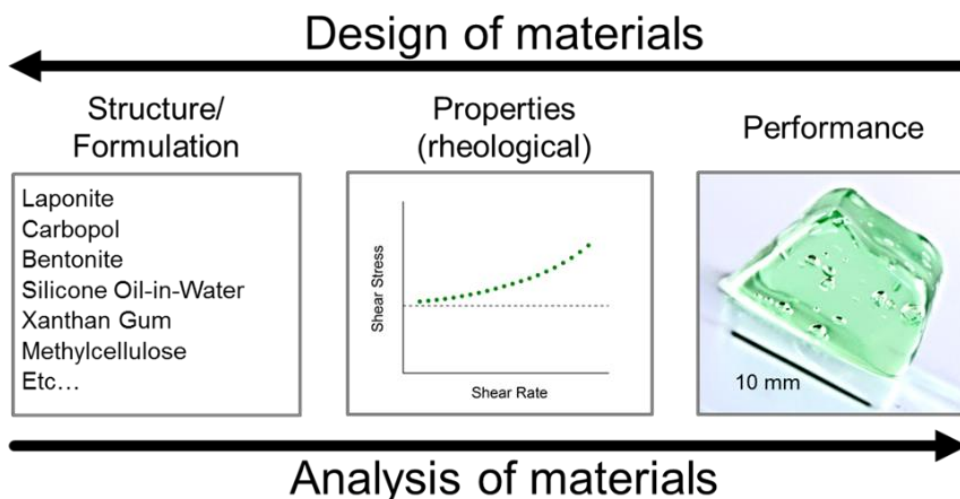 Design of materials
Structure/
Formulation
Laponite
Carbopol
Bentonite
Silicone Oil-in-Water
Xanthan Gum
Methylcellulose
Etc…
Properties
(rheological)
Shear Stress
Shear Rate
Performance
10 mm
Analysis of materials